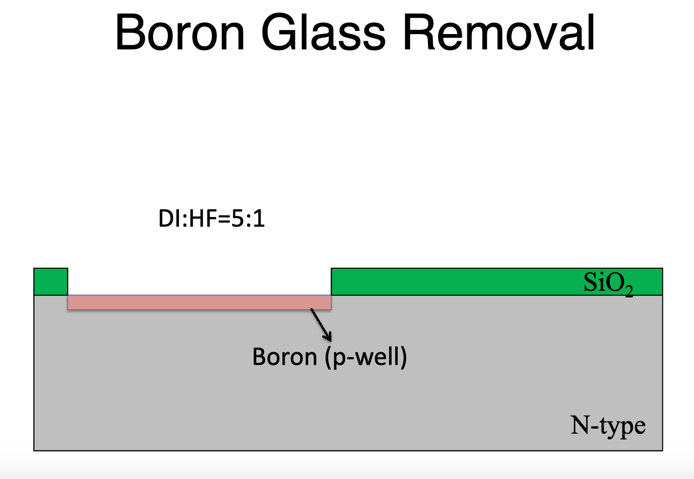 Boron Glass Removal
DI:HF=5:1
SiO₂
Boron (p-well)
N-type